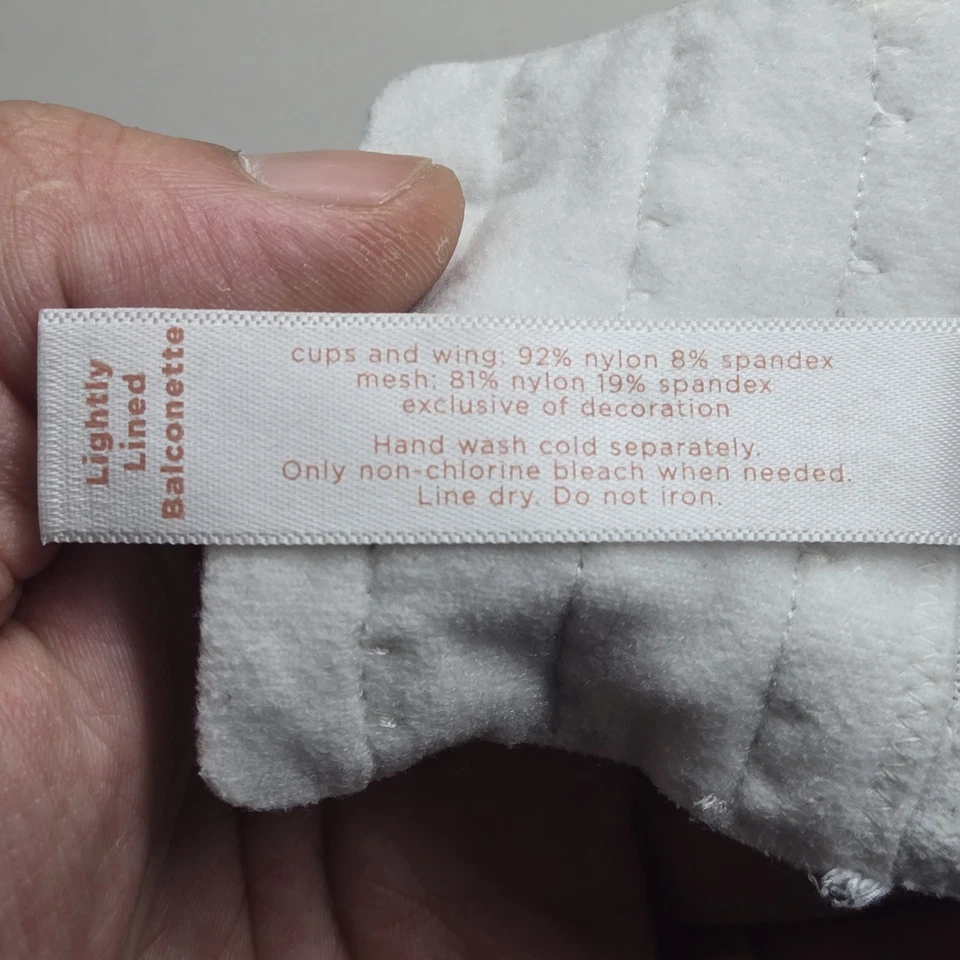 Lightly
Lined
Balconette
cups and wing: 92% nylon 8% spandex
mesh: 81% nylon 19% spandex
exclusive of decoration
Hand wash cold separately.
Only non-chlorine bleach when needed.
Line dry. Do not iron.